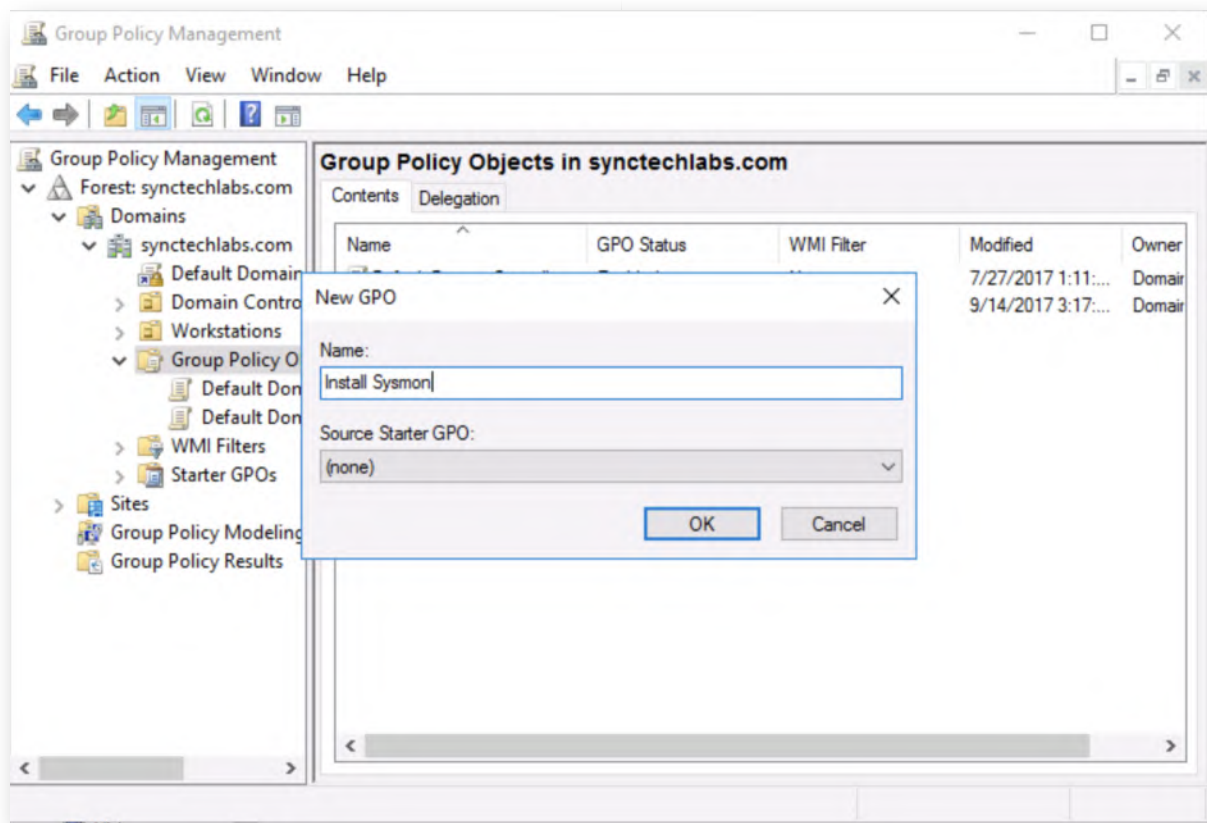 Group Policy Management
File Action View Window Help
Group Policy Management
Forest: synctechlabs.com
Domains
synctechlabs.com
Default Domain
Domain Contro
Workstations
Group Policy O
Default Don
Default Don
WMI Filters
Starter GPOs
Sites
Group Policy Modeling
Group Policy Results
Group Policy Objects in synctechlabs.com
Contents Delegation
Name GPO Status WMI Filter Modified Owner
7/27/2017 1:11:... Domair
9/14/2017 3:17:... Domair
New GPO
Name:
Install Sysmon
Source Starter GPO:
(none)
OK Cancel